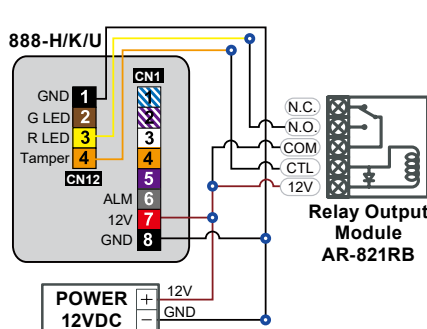 888-H/K/U
CN1
GND 1
G LED 2
R LED 3
Tamper 4
CN12
1
2
3
4
5
ALM 6
12V 7
GND 8
N.C.
N.O.
COM
CTL
12V
Relay Output
Module
AR-821RB
POWER + 12V
12VDC − GND